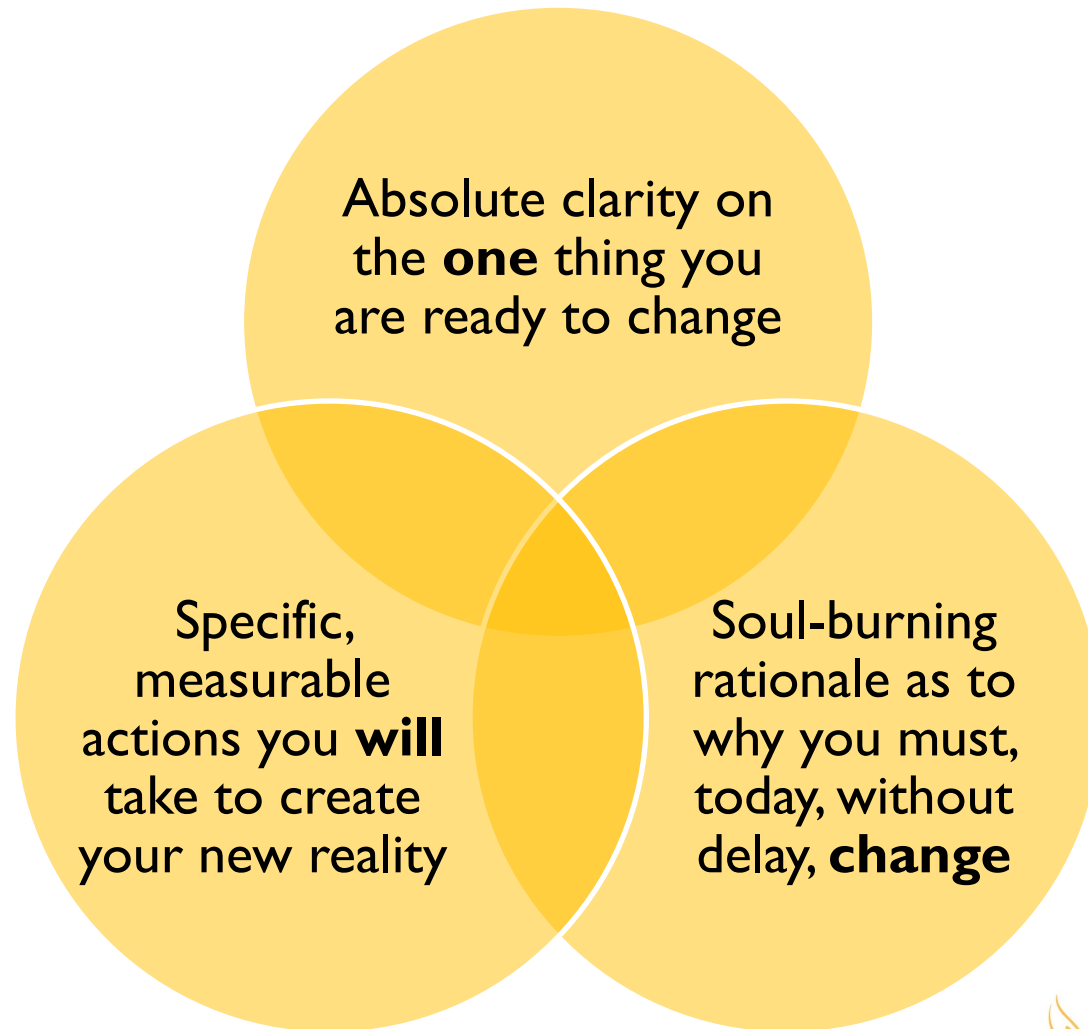 Absolute clarity on
the one thing you
are ready to change
Specific,
measurable
actions you will
take to create
your new reality
Soul-burning
rationale as to
why you must,
today, without
delay, change